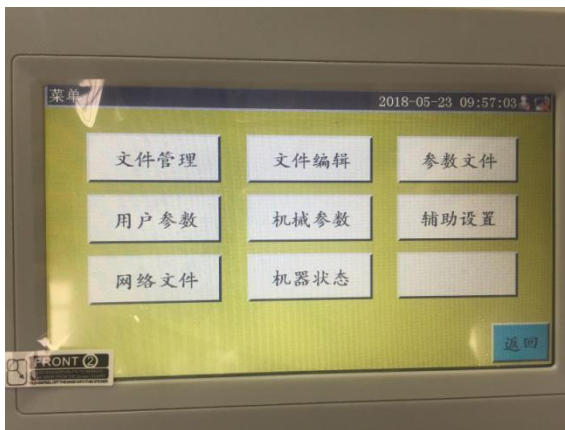 菜单
2018-05-23 09:57:03
文件管理 文件编辑 参数文件
用户参数 机械参数 辅助设置
网络文件 机器状态
返回
FRONT ②